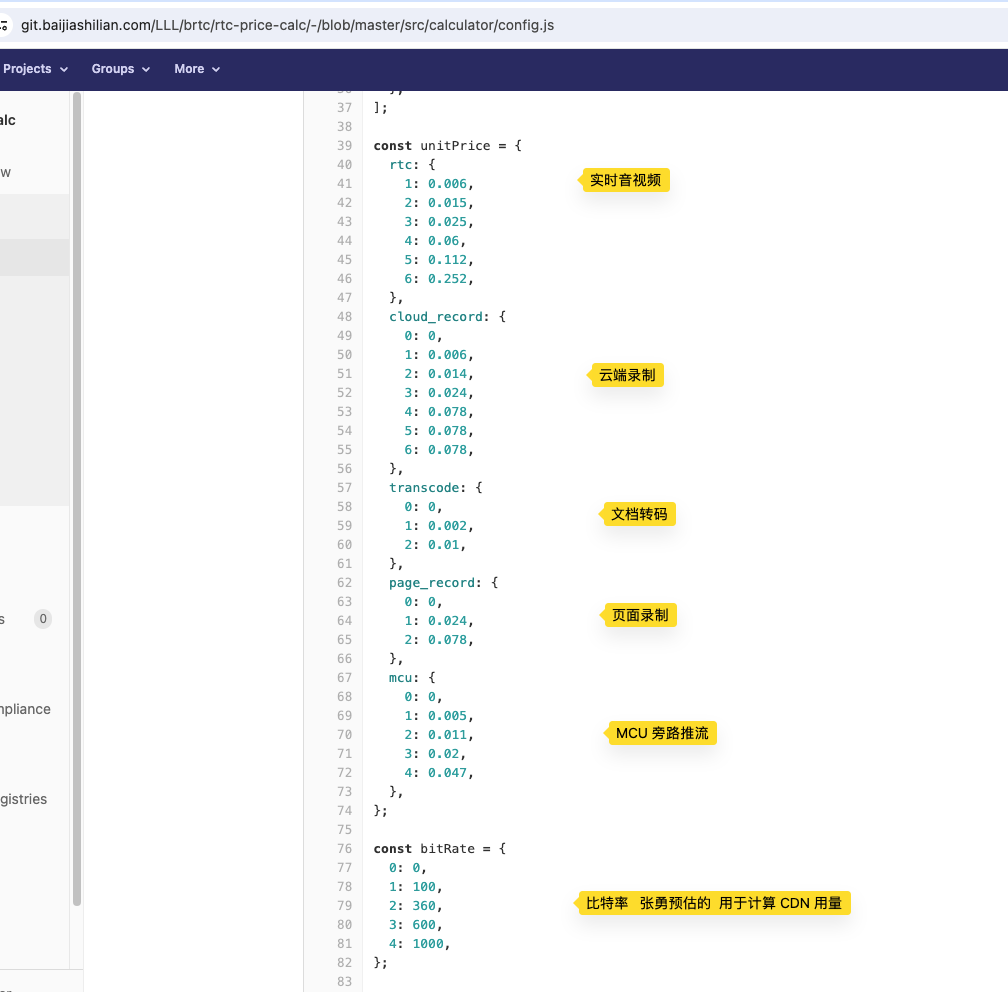 git.baijiashilian.com/LLL/brtc/rtc-price-calc/-/blob/master/src/calculator/config.js
Projects Groups More
alc
w
0
mpliance
gistries
37 ];
38
39 const unitPrice = {
40 rtc: {
41 1: 0.006,
42 2: 0.015,
43 3: 0.025,
44 4: 0.06,
45 5: 0.112,
46 6: 0.252,
47 },
实时音视频
48 cloud_record: {
49 0: 0,
50 1: 0.006,
51 2: 0.014,
52 3: 0.024,
53 4: 0.078,
54 5: 0.078,
55 6: 0.078,
56 },
云端录制
57 transcode: {
58 0: 0,
59 1: 0.002,
60 2: 0.01,
61 },
文档转码
62 page_record: {
63 0: 0,
64 1: 0.024,
65 2: 0.078,
66 },
页面录制
67 mcu: {
68 0: 0,
69 1: 0.005,
70 2: 0.011,
71 3: 0.02,
72 4: 0.047,
73 },
MCU 旁路推流
74 };
75
76 const bitRate = {
77 0: 0,
78 1: 100,
79 2: 360,
80 3: 600,
81 4: 1000,
82 };
比特率 张勇预估的 用于计算 CDN 用量
83